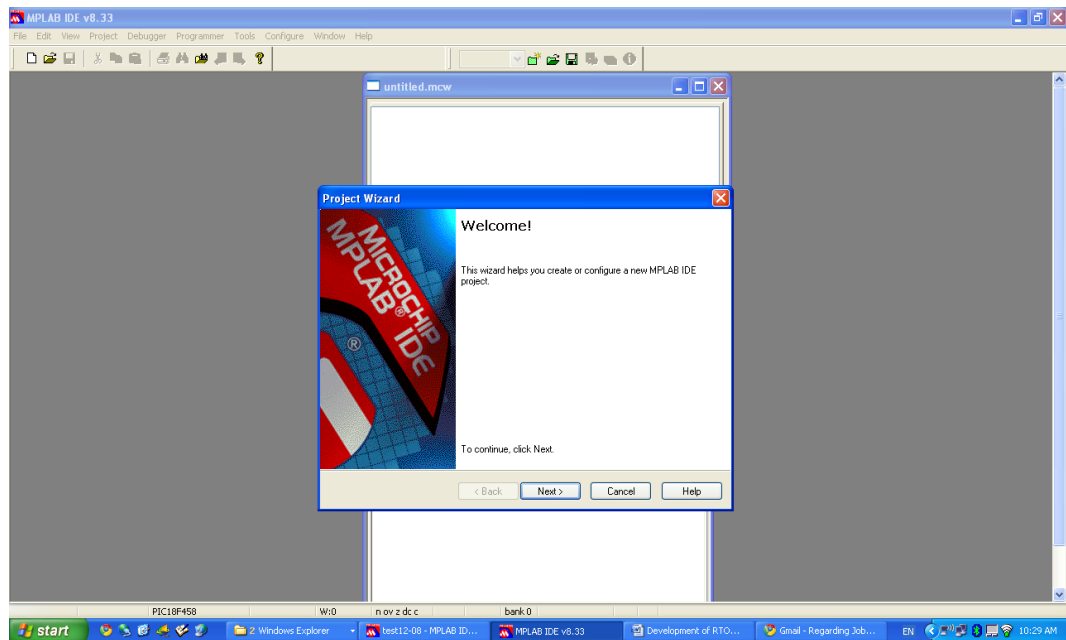 MPLAB IDE v8.33
File Edit View Project Debugger Programmer Tools Configure Window Help
untitled.mcw
Project Wizard
MICROCHIP
MPLAB® IDE
®
Welcome!
This wizard helps you create or configure a new MPLAB IDE
project.
To continue, click Next.
< Back Next > Cancel Help
PIC18F458 W:0 n ov z dc c bank 0
start 2 Windows Explorer test12-08 - MPLAB ID... MPLAB IDE v8.33 Development of RTO... Gmail - Regarding Job... EN 10:29 AM